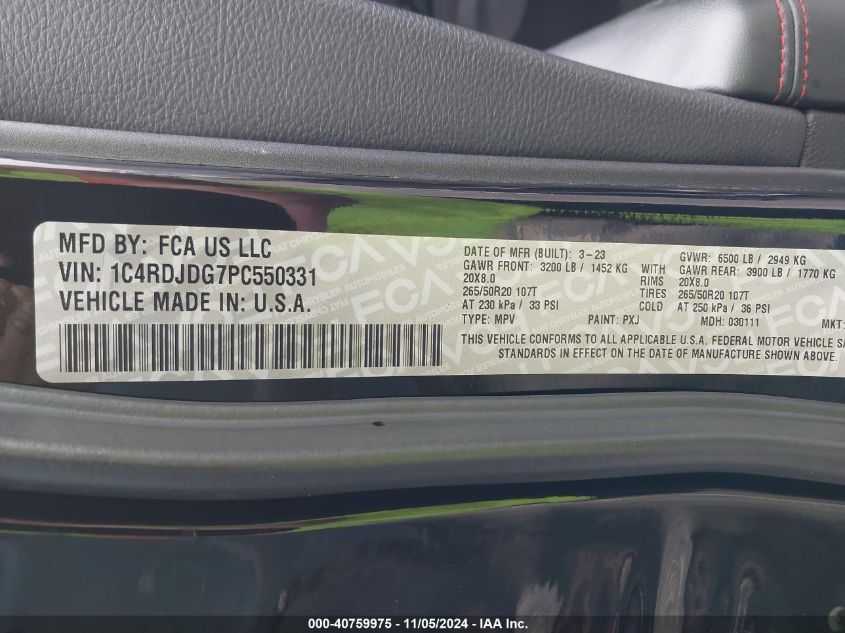 MFD BY: FCA US LLC
VIN: 1C4RDJDG7PC550331
VEHICLE MADE IN: U.S.A.
DATE OF MFR (BUILT): 3-23 GVWR: 6500 LB / 2949 KG
GAWR FRONT: 3200 LB / 1452 KG WITH GAWR REAR: 3900 LB / 1770 KG
20X8.0 RIMS 20X8.0
265/50R20 107T TIRES 265/50R20 107T
AT 230 kPa / 33 PSI COLD AT 250 kPa / 36 PSI
TYPE: MPV PAINT: PXJ MDH: 030111 MKT:
THIS VEHICLE CONFORMS TO ALL APPLICABLE U.S.A. FEDERAL MOTOR VEHICLE
STANDARDS IN EFFECT ON THE DATE OF MANUFACTURE SHOWN ABOVE.
000-40759975 - 11/05/2024 - IAA Inc.